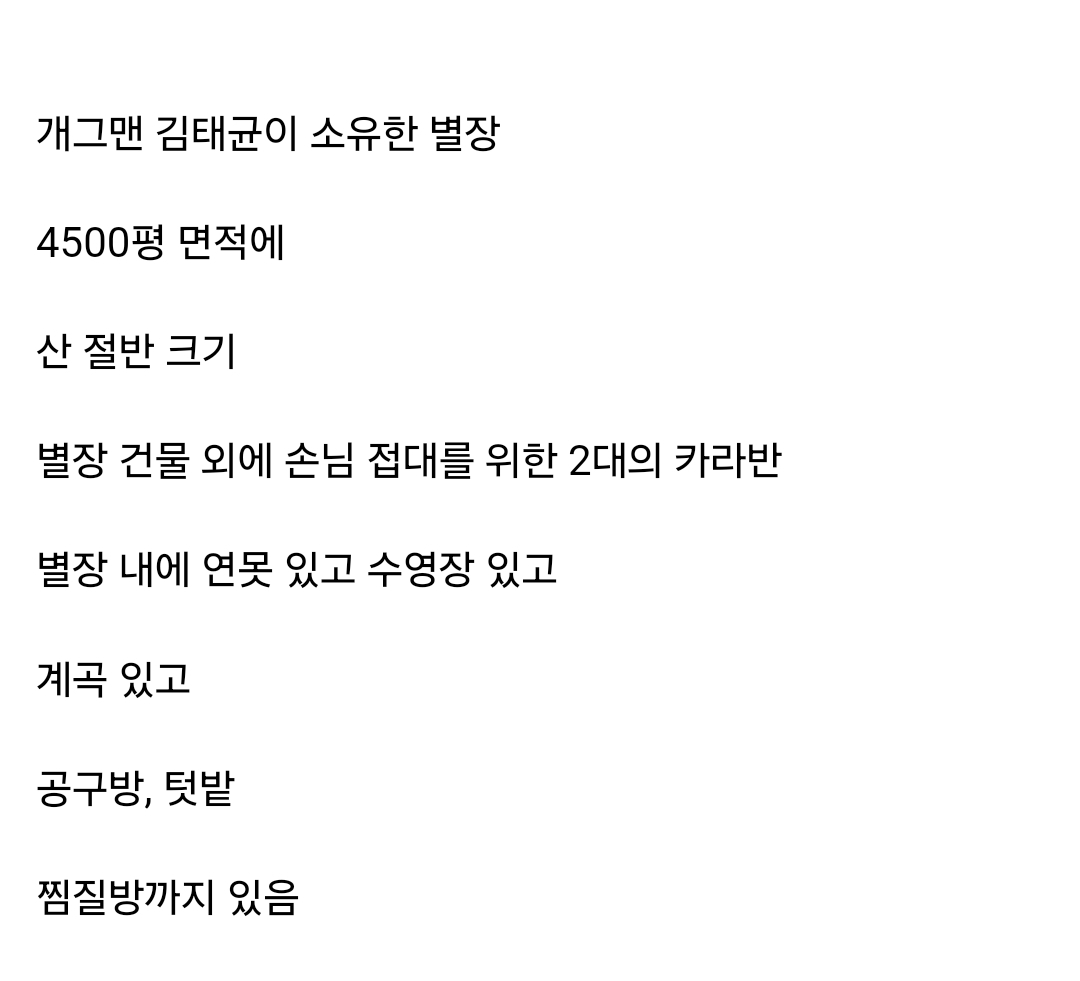 개그맨 김태균이 소유한 별장
4500평 면적에
산 절반 크기
별장 건물 외에 손님 접대를 위한 2대의 카라반
별장 내에 연못 있고 수영장 있고
계곡 있고
공구방, 텃밭
찜질방까지 있음